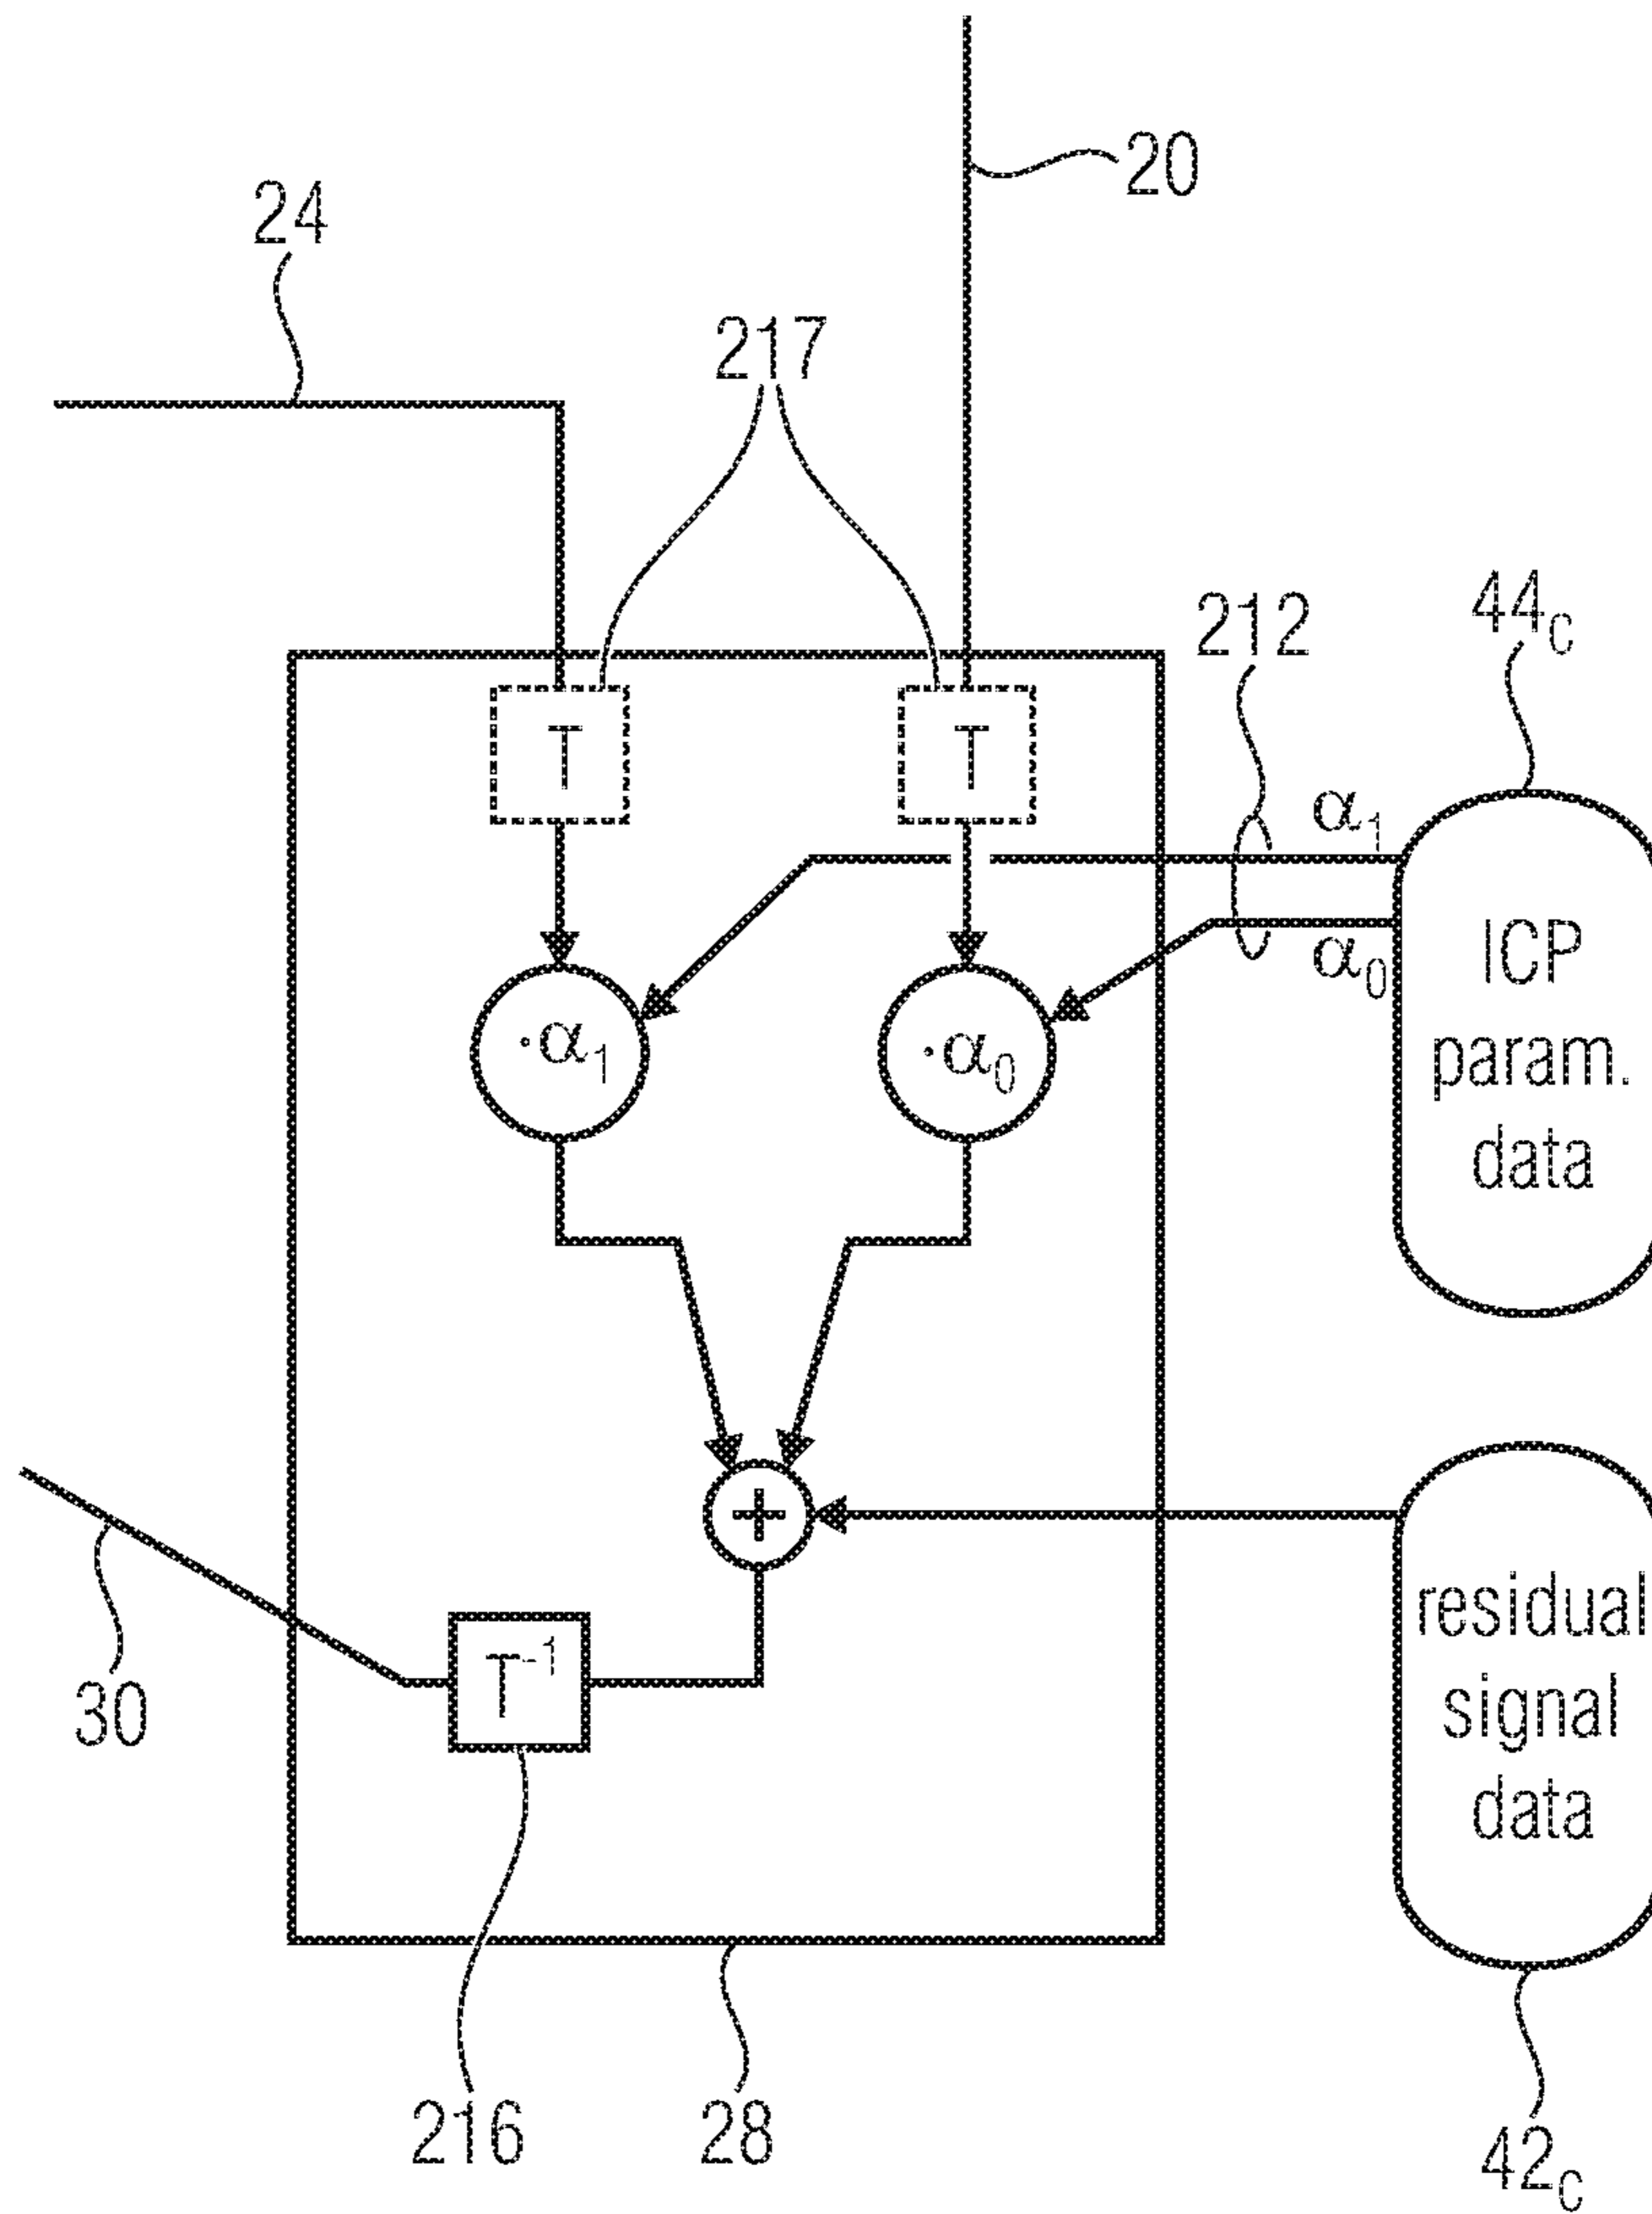 20
24
217
212
44c
T
T
α1
α0
ICP
param.
data
·α1
·α0
+
residual
signal
data
T-1
30
216
28
42c